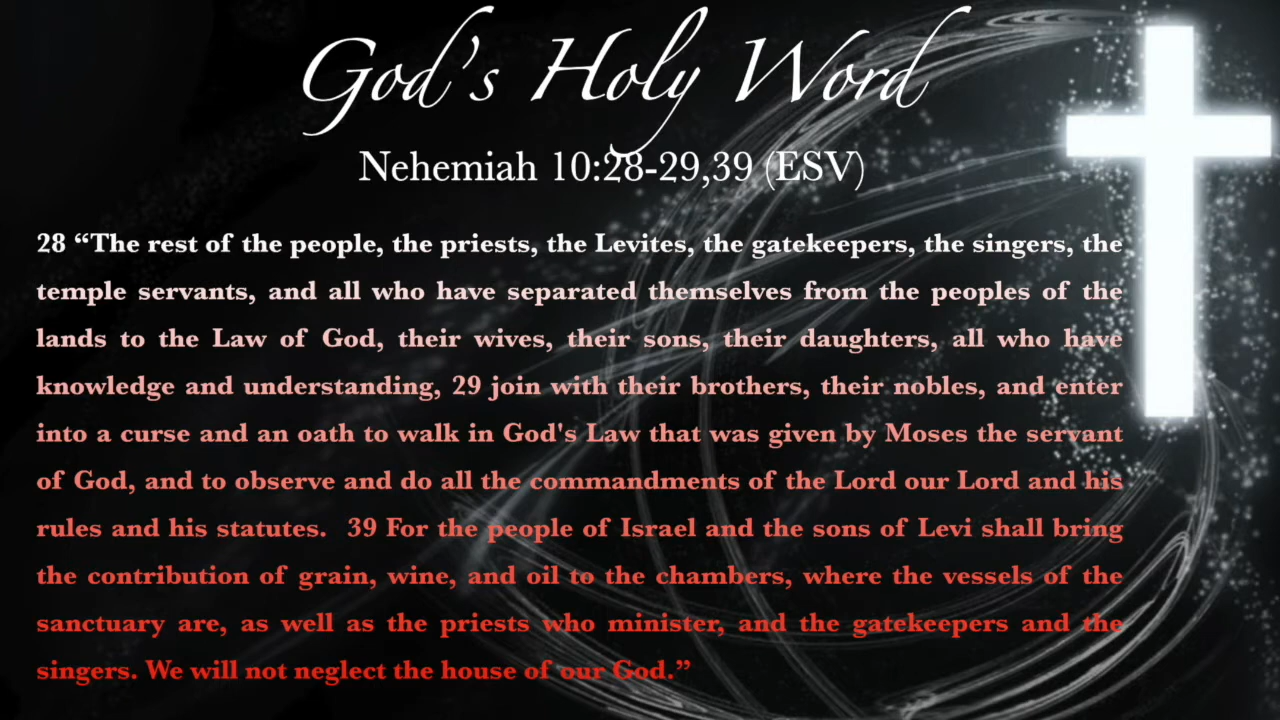 God's Holy Word
Nehemiah 10:28-29,39 (ESV)
28 “The rest of the people, the priests, the Levites, the gatekeepers, the singers, the
temple servants, and all who have separated themselves from the peoples of the
lands to the Law of God, their wives, their sons, their daughters, all who have
knowledge and understanding, 29 join with their brothers, their nobles, and enter
into a curse and an oath to walk in God's Law that was given by Moses the servant
of God, and to observe and do all the commandments of the Lord our Lord and his
rules and his statutes. 39 For the people of Israel and the sons of Levi shall bring
the contribution of grain, wine, and oil to the chambers, where the vessels of the
sanctuary are, as well as the priests who minister, and the gatekeepers and the
singers. We will not neglect the house of our God.”